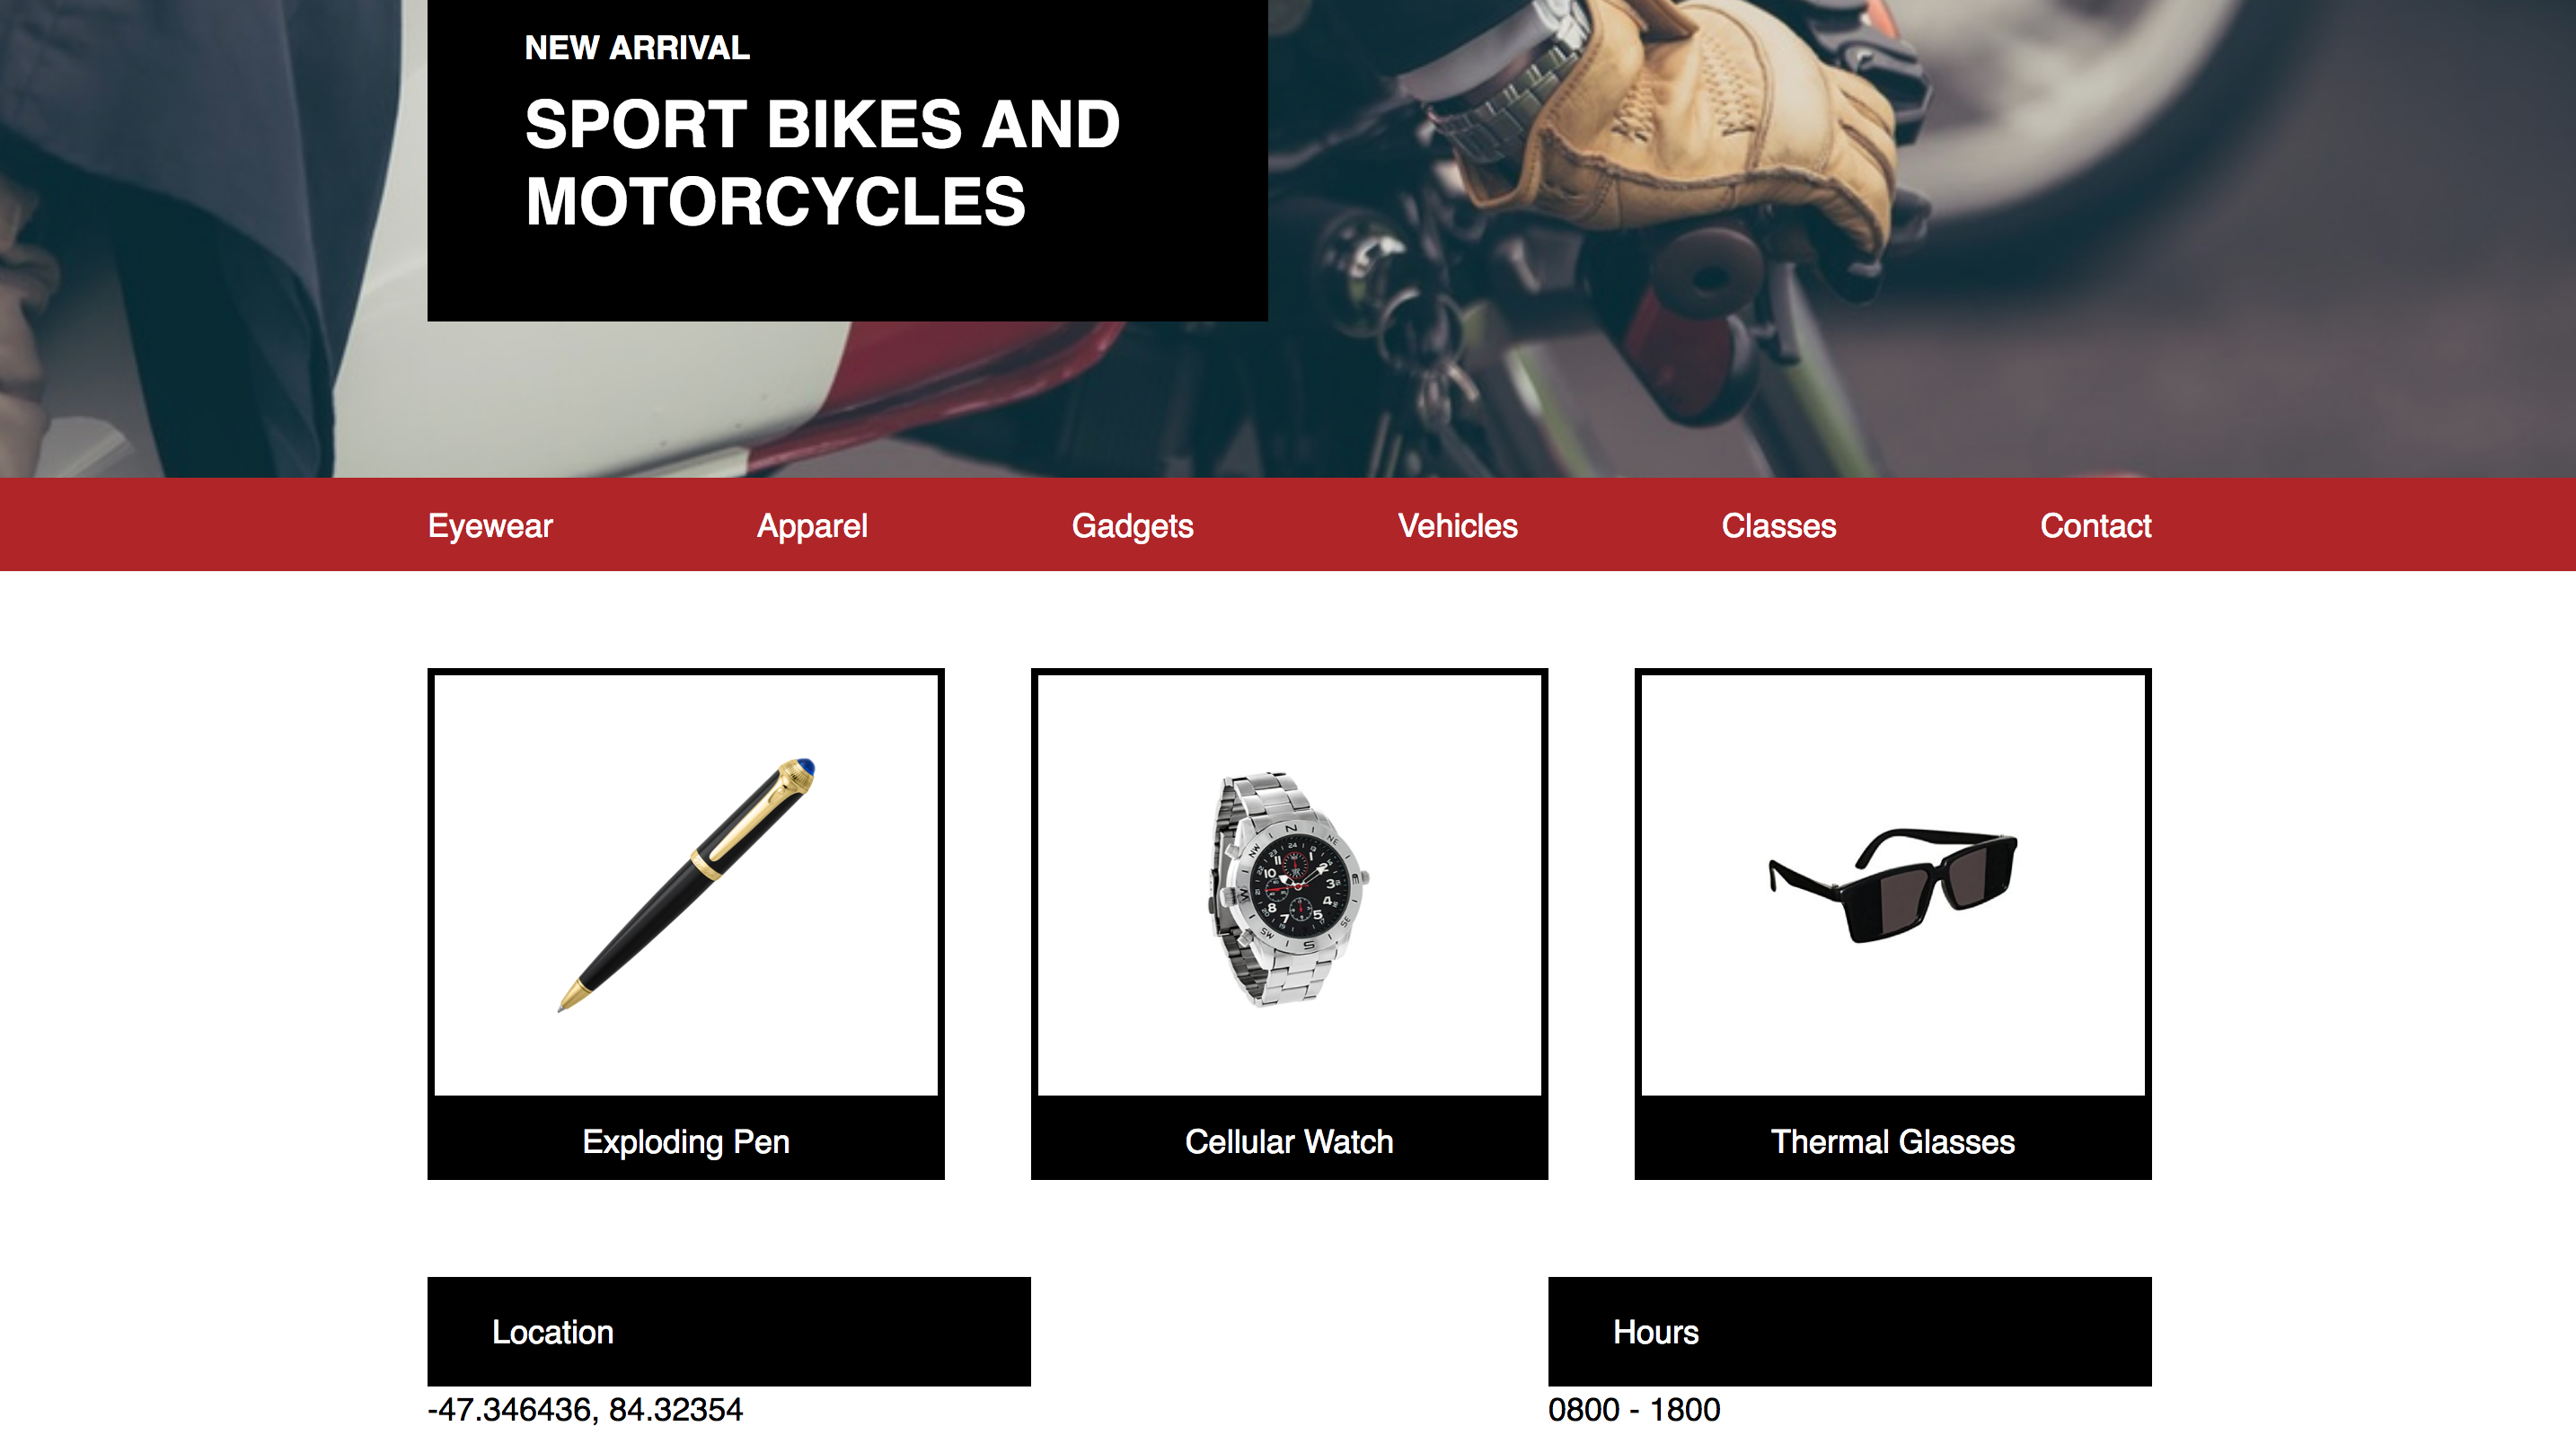 NEW ARRIVAL
SPORT BIKES AND
MOTORCYCLES
Eyewear Apparel Gadgets Vehicles Classes Contact
Exploding Pen Cellular Watch Thermal Glasses
Location Hours
-47.346436, 84.32354 0800 - 1800